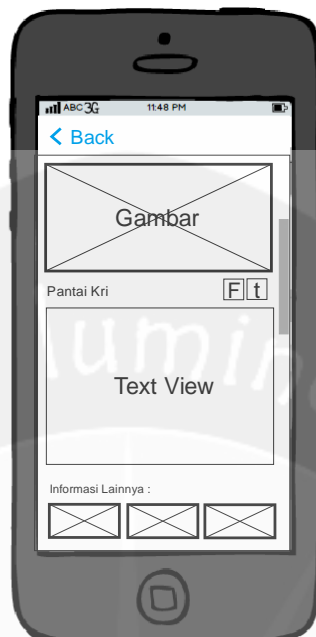 ABC 3G 11:48 PM
Back
Gambar
Pantai Kri
F t
Text View
Informasi Lainnya :